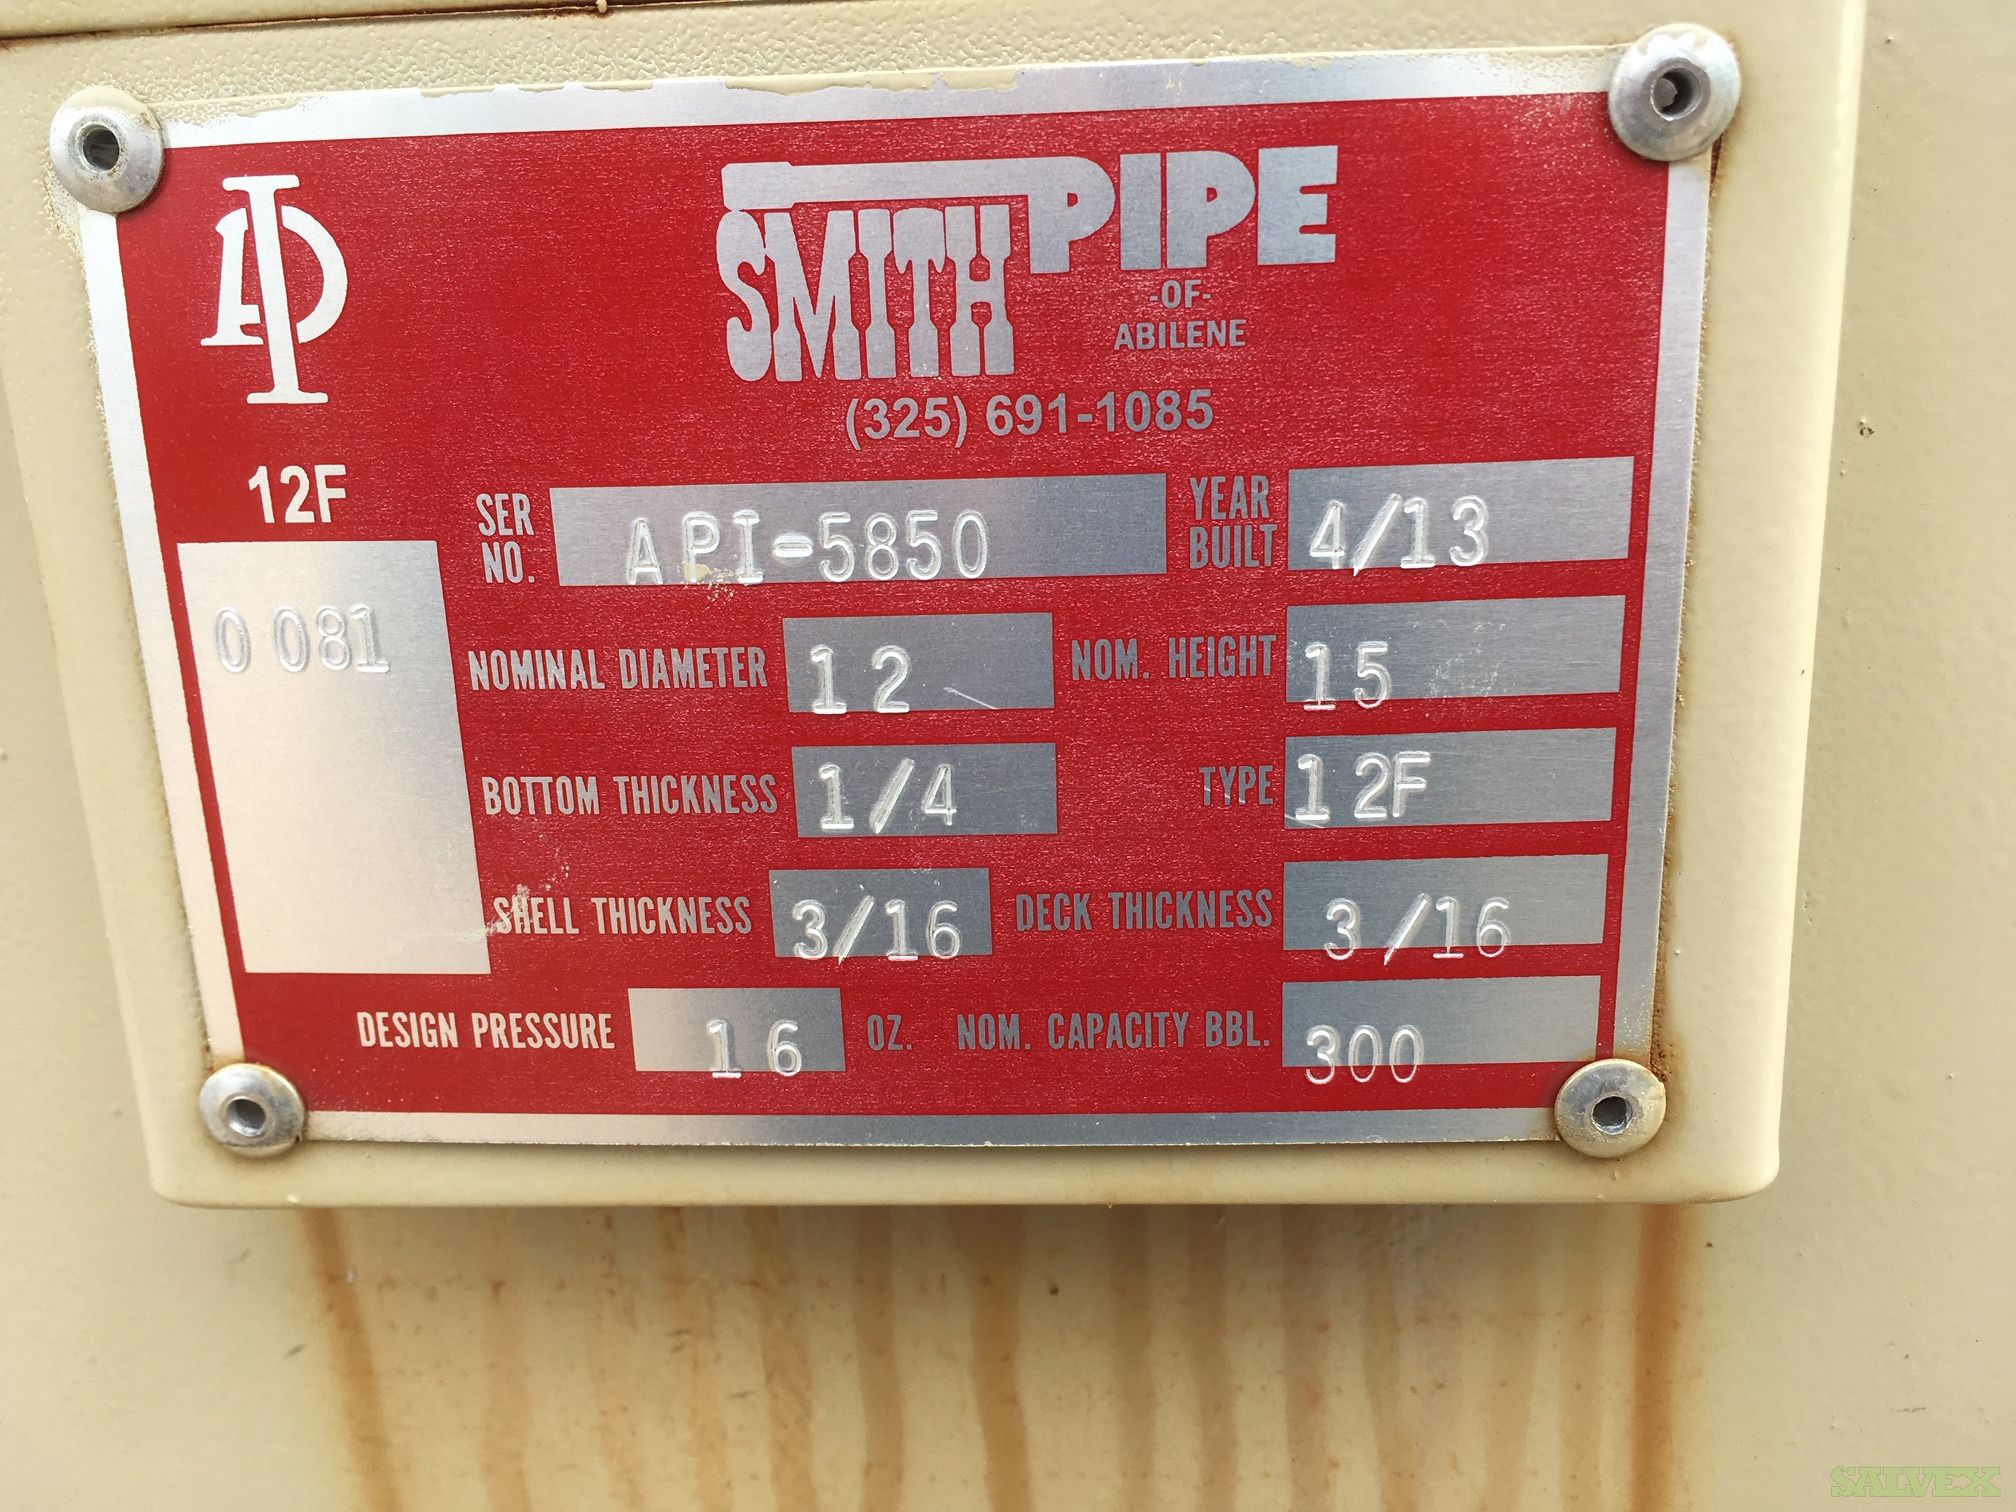 API
SMITH PIPE
-OF-
ABILENE
(325) 691-1085
12F
0 081
SER NO. API-5850
YEAR BUILT 4/13
NOMINAL DIAMETER 12
NOM. HEIGHT 15
BOTTOM THICKNESS 1/4
TYPE 12F
SHELL THICKNESS 3/16
DECK THICKNESS 3/16
DESIGN PRESSURE 16 OZ.
NOM. CAPACITY BBL. 300
SALVEX